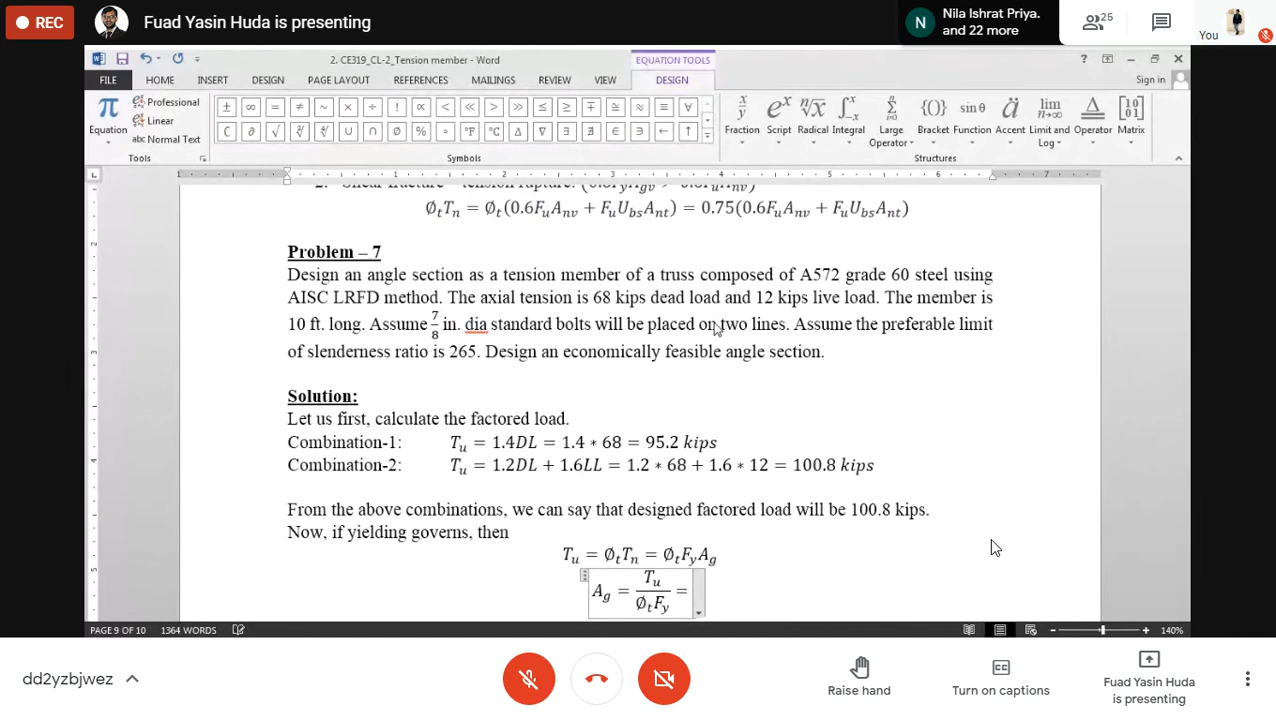 REC
Fuad Yasin Huda is presenting
N
Nila Ishrat Priya.
and 22 more
25
You
2. CE319_CL-2_Tension member - Word
EQUATION TOOLS
?
Sign in
FILE
HOME
INSERT
DESIGN
PAGE LAYOUT
REFERENCES
MAILINGS
REVIEW
VIEW
DESIGN
π Equation
Professional
Linear
abc Normal Text
Tools
± ∞ = ≠ ~ × ÷ ! ∝ < ≪ > ≫ ≤ ≥ ∓ ≅ ≈ ≡ ∀
∁ ∂ √ ∛ ∜ ∪ ∩ ∅ % ° °F °C ∆ ∇ ∃ ∄ ∈ ∋ ← ↑
Symbols
Fraction
Script
Radical
Integral
Large Operator
Bracket
Function
Accent
Limit and Log
Operator
Matrix
Structures
∅tTn = ∅t(0.6FuAnv + FuUbsAnt) = 0.75(0.6FuAnv + FuUbsAnt)
Problem – 7
Design an angle section as a tension member of a truss composed of A572 grade 60 steel using
AISC LRFD method. The axial tension is 68 kips dead load and 12 kips live load. The member is
10 ft. long. Assume 7/8 in. dia standard bolts will be placed on two lines. Assume the preferable limit
of slenderness ratio is 265. Design an economically feasible angle section.
Solution:
Let us first, calculate the factored load.
Combination-1: Tu = 1.4DL = 1.4 ∗ 68 = 95.2 kips
Combination-2: Tu = 1.2DL + 1.6LL = 1.2 ∗ 68 + 1.6 ∗ 12 = 100.8 kips
From the above combinations, we can say that designed factored load will be 100.8 kips.
Now, if yielding governs, then
Tu = ∅tTn = ∅tFyAg
Ag = Tu/∅tFy =
PAGE 9 OF 10
1364 WORDS
140%
dd2yzbjwez
Raise hand
Turn on captions
Fuad Yasin Huda
is presenting